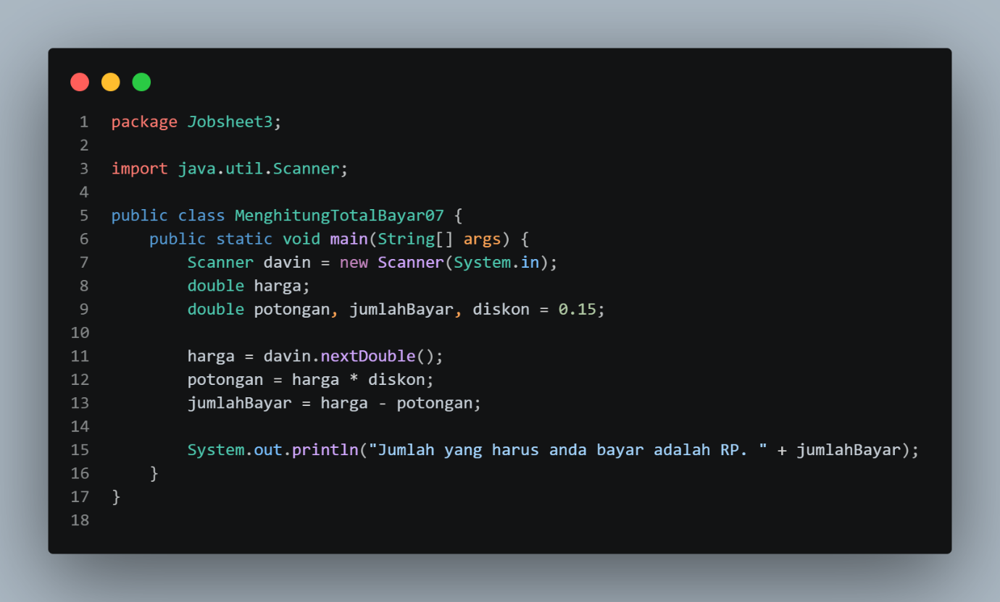 1 package Jobsheet3;
2
3 import java.util.Scanner;
4
5 public class MenghitungTotalBayar07 {
6     public static void main(String[] args) {
7         Scanner davin = new Scanner(System.in);
8         double harga;
9         double potongan, jumlahBayar, diskon = 0.15;
10
11         harga = davin.nextDouble();
12         potongan = harga * diskon;
13         jumlahBayar = harga - potongan;
14
15         System.out.println("Jumlah yang harus anda bayar adalah RP. " + jumlahBayar);
16     }
17 }
18